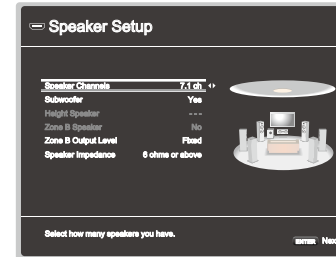 Speaker Setup
Speaker Channels 7.1 ch
Subwoofer Yes
Height Speaker ---
Zone B Speaker No
Zone B Output Level Fixed
Speaker Impedance 6 ohms or above
Select how many speakers you have.
ENTER Next